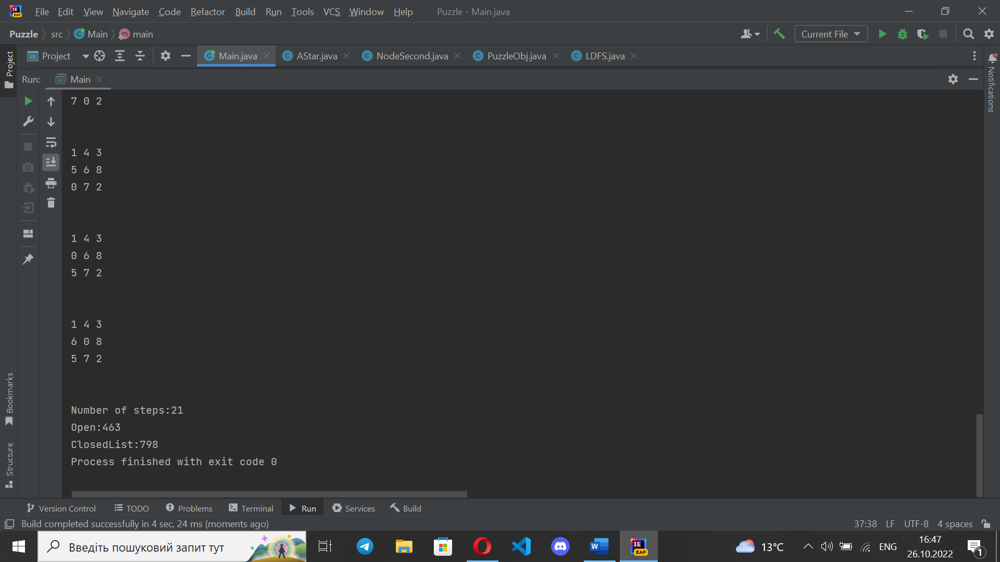 File Edit View Navigate Code Refactor Build Run Tools VCS Window Help Puzzle - Main.java
Puzzle src Main m main Current File
Project Main.java AStar.java NodeSecond.java PuzzleObj.java LDFS.java
Project
Notifications
Run: Main
7 0 2
1 4 3
5 6 8
0 7 2
1 4 3
0 6 8
5 7 2
1 4 3
6 0 8
5 7 2
Bookmarks
Structure
Number of steps:21
Open:463
ClosedList:798
Process finished with exit code 0
Version Control TODO Problems Terminal Run Services Build
Build completed successfully in 4 sec, 24 ms (moments ago) 37:38 LF UTF-8 4 spaces
Введіть пошуковий запит тут 13°C ENG 16:47
26.10.2022 1